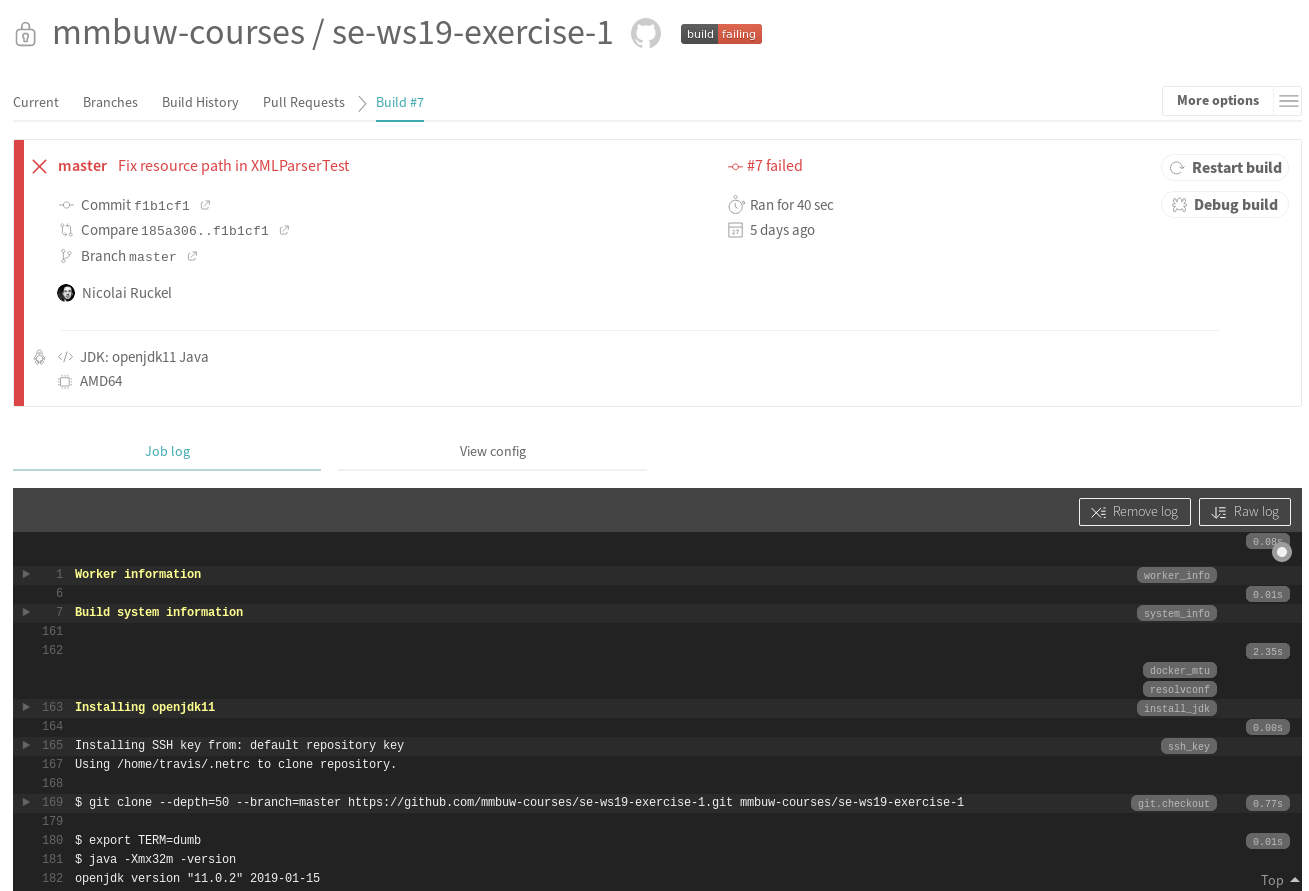 mmbuw-courses / se-ws19-exercise-1 build failing
Current Branches Build History Pull Requests Build #7 More options
master Fix resource path in XMLParserTest #7 failed Restart build
Commit f1b1cf1 Ran for 40 sec Debug build
Compare 185a306..f1b1cf1 5 days ago
Branch master
Nicolai Ruckel
JDK: openjdk11 Java
AMD64
Job log View config
Remove log Raw log
0.08s
1 Worker information worker_info
6 0.01s
7 Build system information system_info
161
162 2.35s
docker_mtu
resolvconf
163 Installing openjdk11 install_jdk
164 0.00s
165 Installing SSH key from: default repository key ssh_key
167 Using /home/travis/.netrc to clone repository.
168
169 $ git clone --depth=50 --branch=master https://github.com/mmbuw-courses/se-ws19-exercise-1.git mmbuw-courses/se-ws19-exercise-1 git.checkout 0.77s
179
180 $ export TERM=dumb 0.01s
181 $ java -Xmx32m -version
182 openjdk version "11.0.2" 2019-01-15
Top